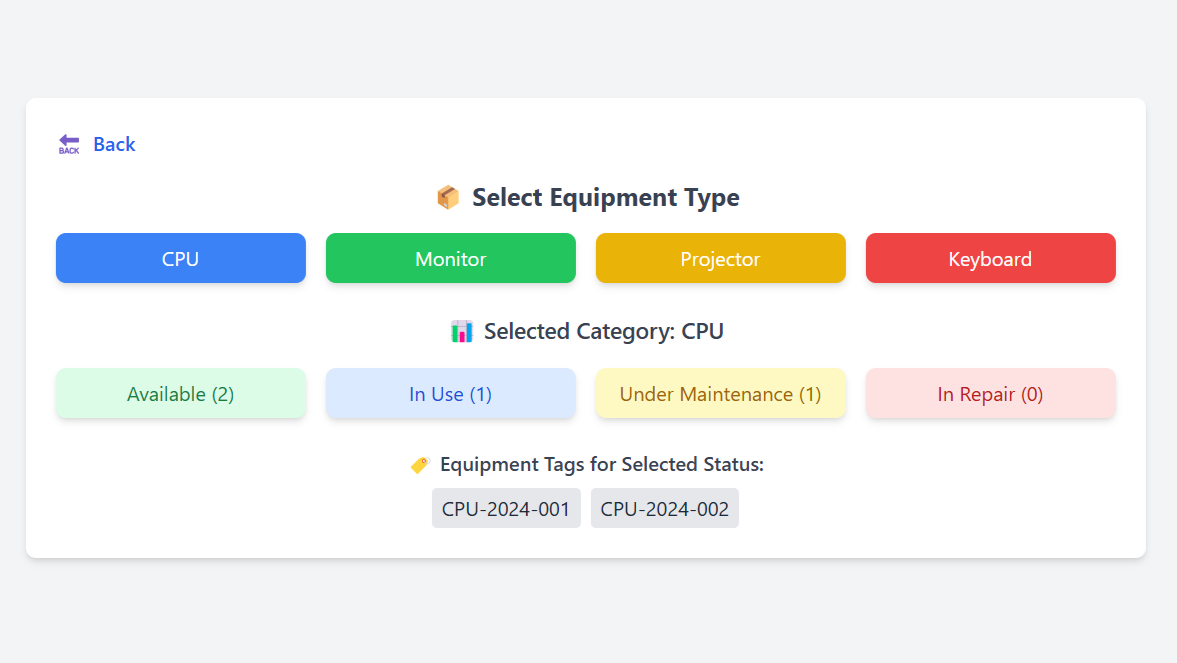 BACK Back
Select Equipment Type
CPU Monitor Projector Keyboard
Selected Category: CPU
Available (2) In Use (1) Under Maintenance (1) In Repair (0)
Equipment Tags for Selected Status:
CPU-2024-001 CPU-2024-002